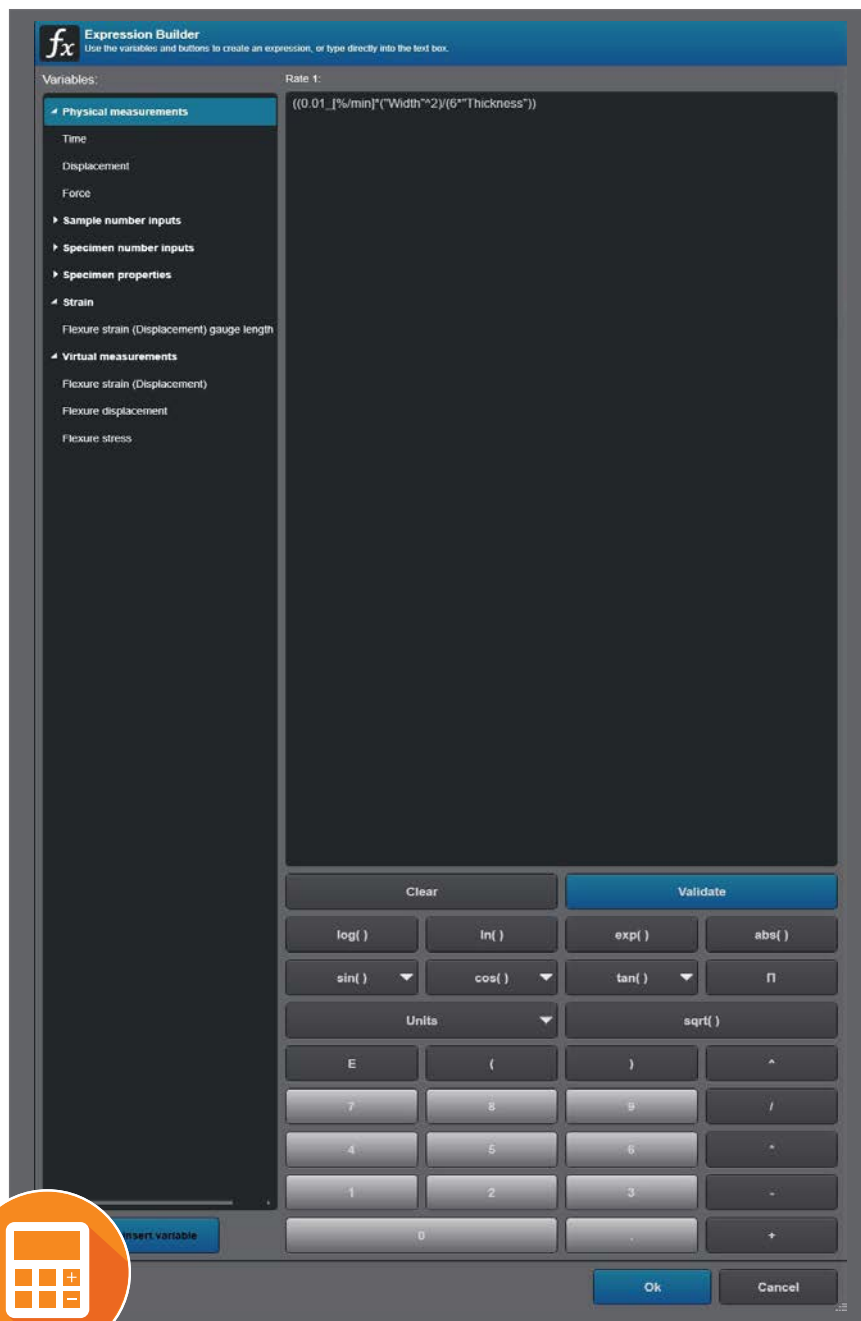 fx Expression Builder
Use the variables and buttons to create an expression, or type directly into the text box.
Variables:
Rate 1:
Physical measurements
Time
Displacement
Force
Sample number inputs
Specimen number inputs
Specimen properties
Strain
Flexure strain (Displacement) gauge length
Virtual measurements
Flexure strain (Displacement)
Flexure displacement
Flexure stress
((0.01_[%/min]*("Width"^2)/(6*"Thickness"))
Clear Validate
log( ) ln( ) exp( ) abs( )
sin( ) cos( ) tan( ) Π
Units sqrt( )
E ( ) ^
7 8 9 /
4 5 6 *
1 2 3 -
0 . +
nsert variable
Ok Cancel